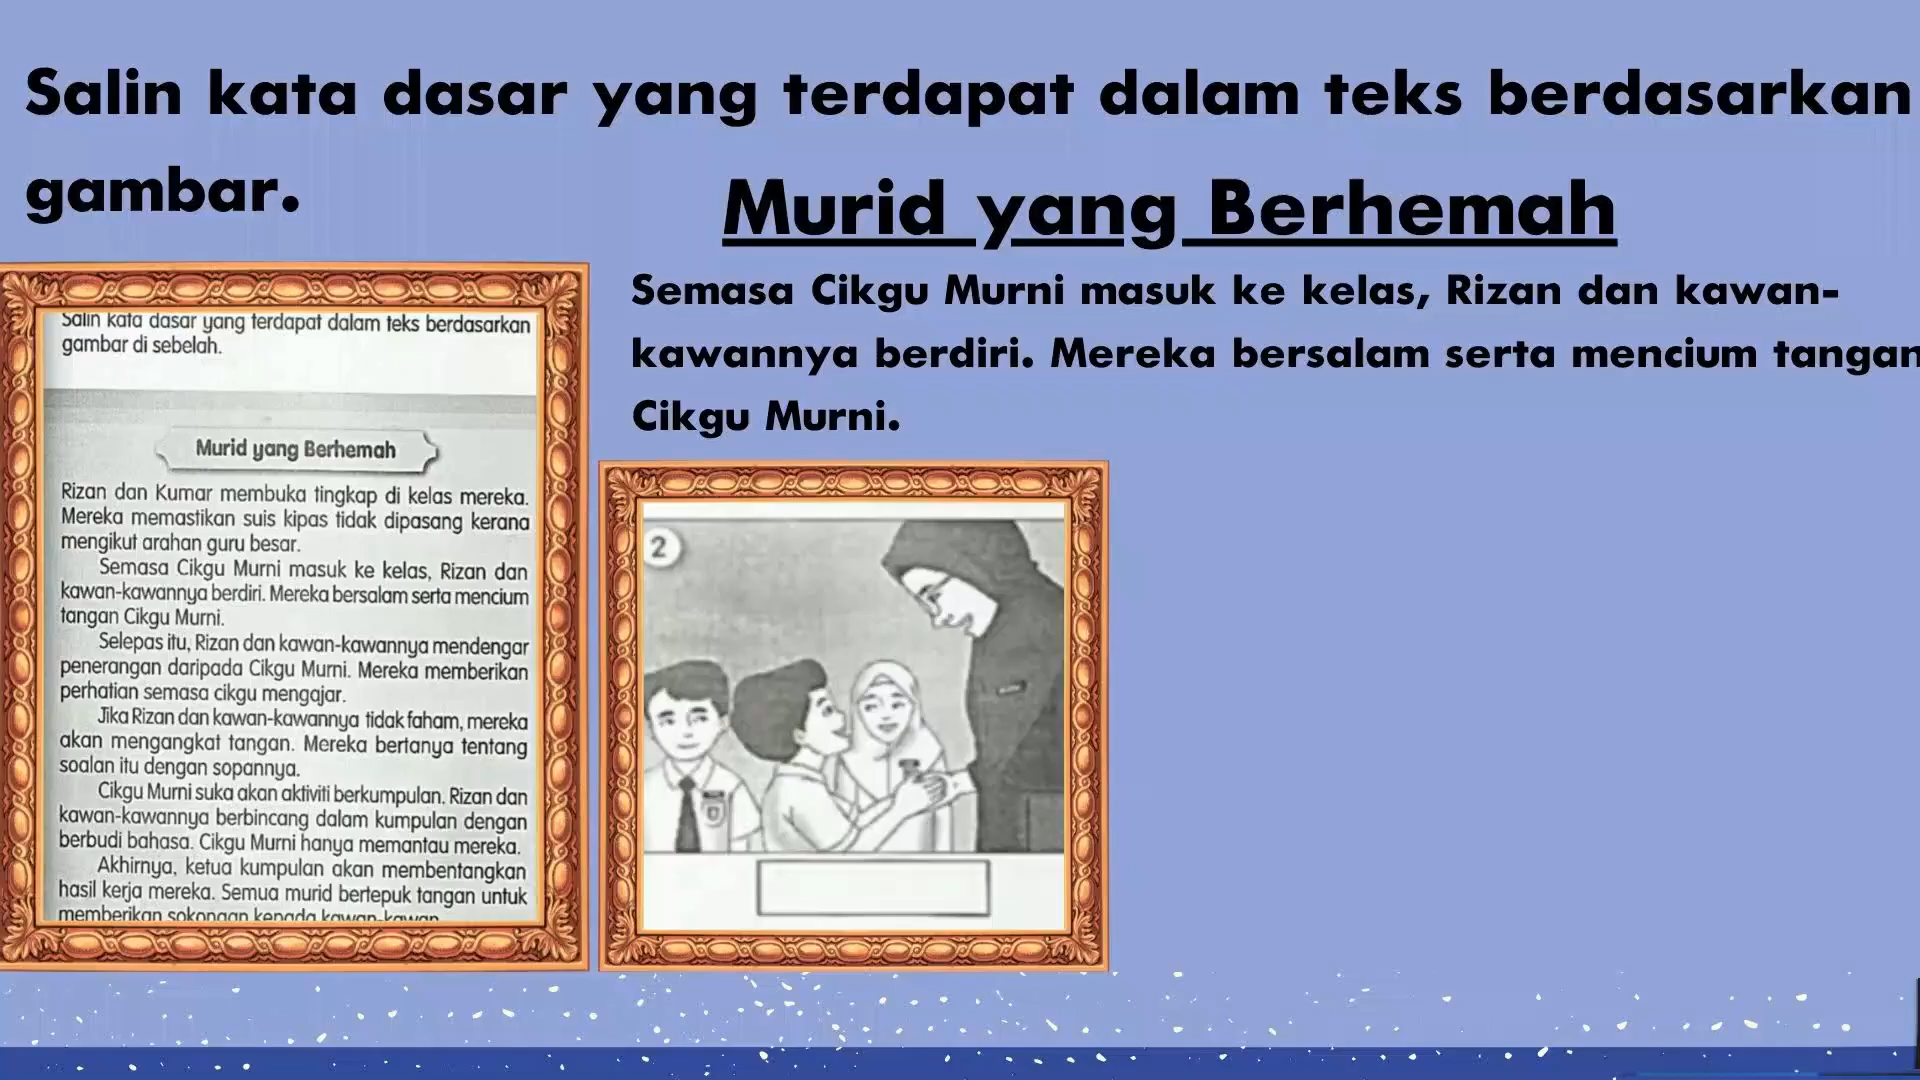 Salin kata dasar yang terdapat dalam teks berdasarkan
gambar.
Murid yang Berhemah
Semasa Cikgu Murni masuk ke kelas, Rizan dan kawan-
kawannya berdiri. Mereka bersalam serta mencium tangan
Cikgu Murni.
Salin kata dasar yang terdapat dalam teks berdasarkan
gambar di sebelah.
Murid yang Berhemah
Rizan dan Kumar membuka tingkap di kelas mereka.
Mereka memastikan suis kipas tidak dipasang kerana
mengikut arahan guru besar.
Semasa Cikgu Murni masuk ke kelas, Rizan dan
kawan-kawannya berdiri. Mereka bersalam serta mencium
tangan Cikgu Murni.
Selepas itu, Rizan dan kawan-kawannya mendengar
penerangan daripada Cikgu Murni. Mereka memberikan
perhatian semasa cikgu mengajar.
Jika Rizan dan kawan-kawannya tidak faham, mereka
akan mengangkat tangan. Mereka bertanya tentang
soalan itu dengan sopannya.
Cikgu Murni suka akan aktiviti berkumpulan. Rizan dan
kawan-kawannya berbincang dalam kumpulan dengan
berbudi bahasa. Cikgu Murni hanya memantau mereka.
Akhirnya, ketua kumpulan akan membentangkan
hasil kerja mereka. Semua murid bertepuk tangan untuk
memberikan sokongan kepada kawan-kawan
2